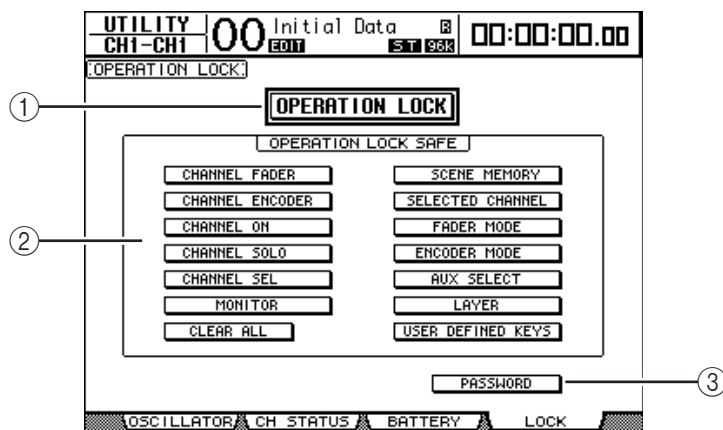 UTILITY
CH1-CH1
00 Initial Data R
EDIT ST 96K
00:00:00.00
OPERATION LOCK
1
OPERATION LOCK
OPERATION LOCK SAFE
CHANNEL FADER SCENE MEMORY
CHANNEL ENCODER SELECTED CHANNEL
CHANNEL ON FADER MODE
2
CHANNEL SOLO ENCODER MODE
CHANNEL SEL AUX SELECT
MONITOR LAYER
CLEAR ALL USER DEFINED KEYS
PASSWORD 3
OSCILLATOR CH STATUS BATTERY LOCK